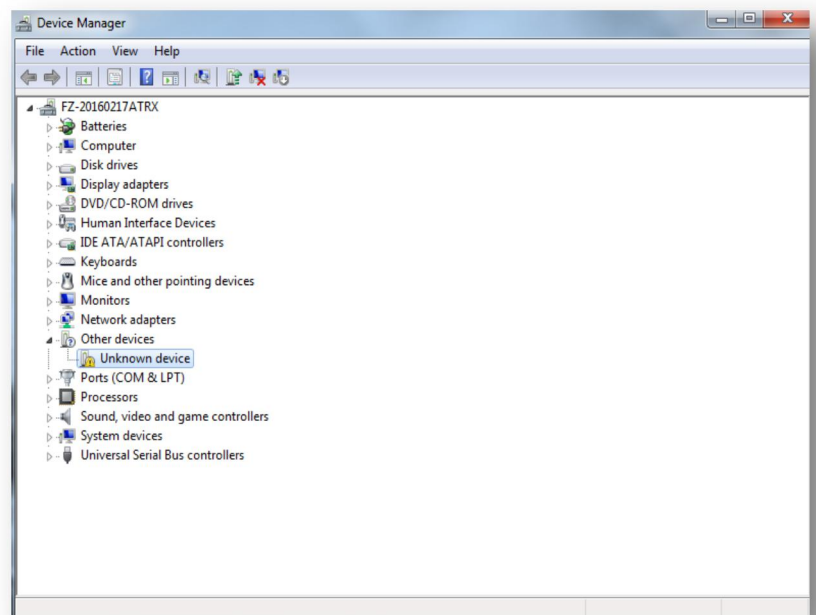 Device Manager
File Action View Help
FZ-20160217ATRX
Batteries
Computer
Disk drives
Display adapters
DVD/CD-ROM drives
Human Interface Devices
IDE ATA/ATAPI controllers
Keyboards
Mice and other pointing devices
Monitors
Network adapters
Other devices
Unknown device
Ports (COM & LPT)
Processors
Sound, video and game controllers
System devices
Universal Serial Bus controllers